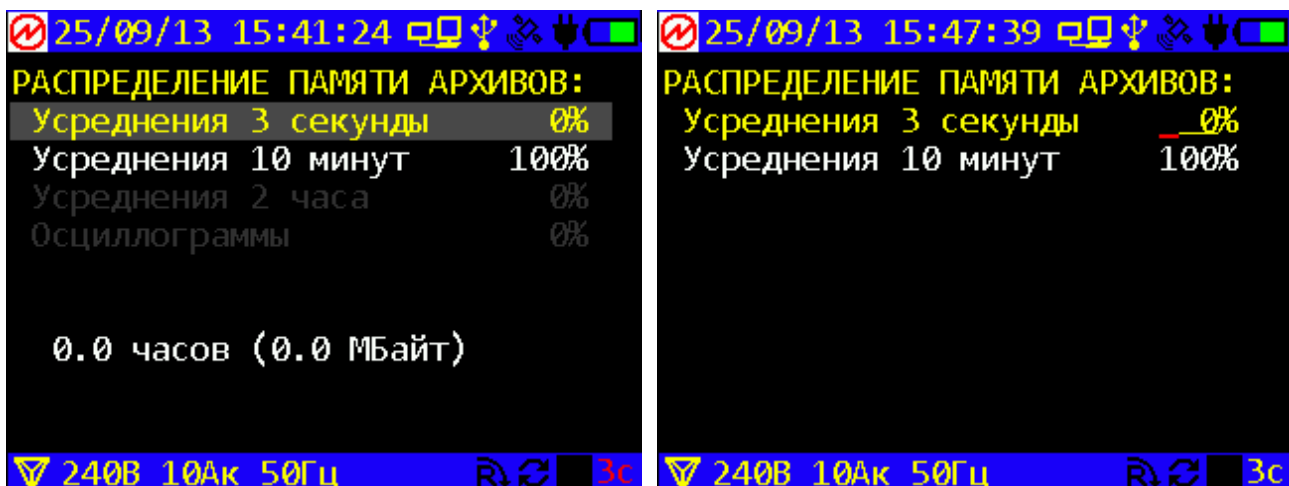 25/09/13 15:41:24
РАСПРЕДЕЛЕНИЕ ПАМЯТИ АРХИВОВ:
Усреднения 3 секунды 0%
Усреднения 10 минут 100%
Усреднения 2 часа 0%
Осциллограммы 0%
0.0 часов (0.0 МБайт)
240В 10Ак 50Гц R 3с
25/09/13 15:47:39
РАСПРЕДЕЛЕНИЕ ПАМЯТИ АРХИВОВ:
Усреднения 3 секунды __0%
Усреднения 10 минут 100%
240В 10Ак 50Гц R 3с